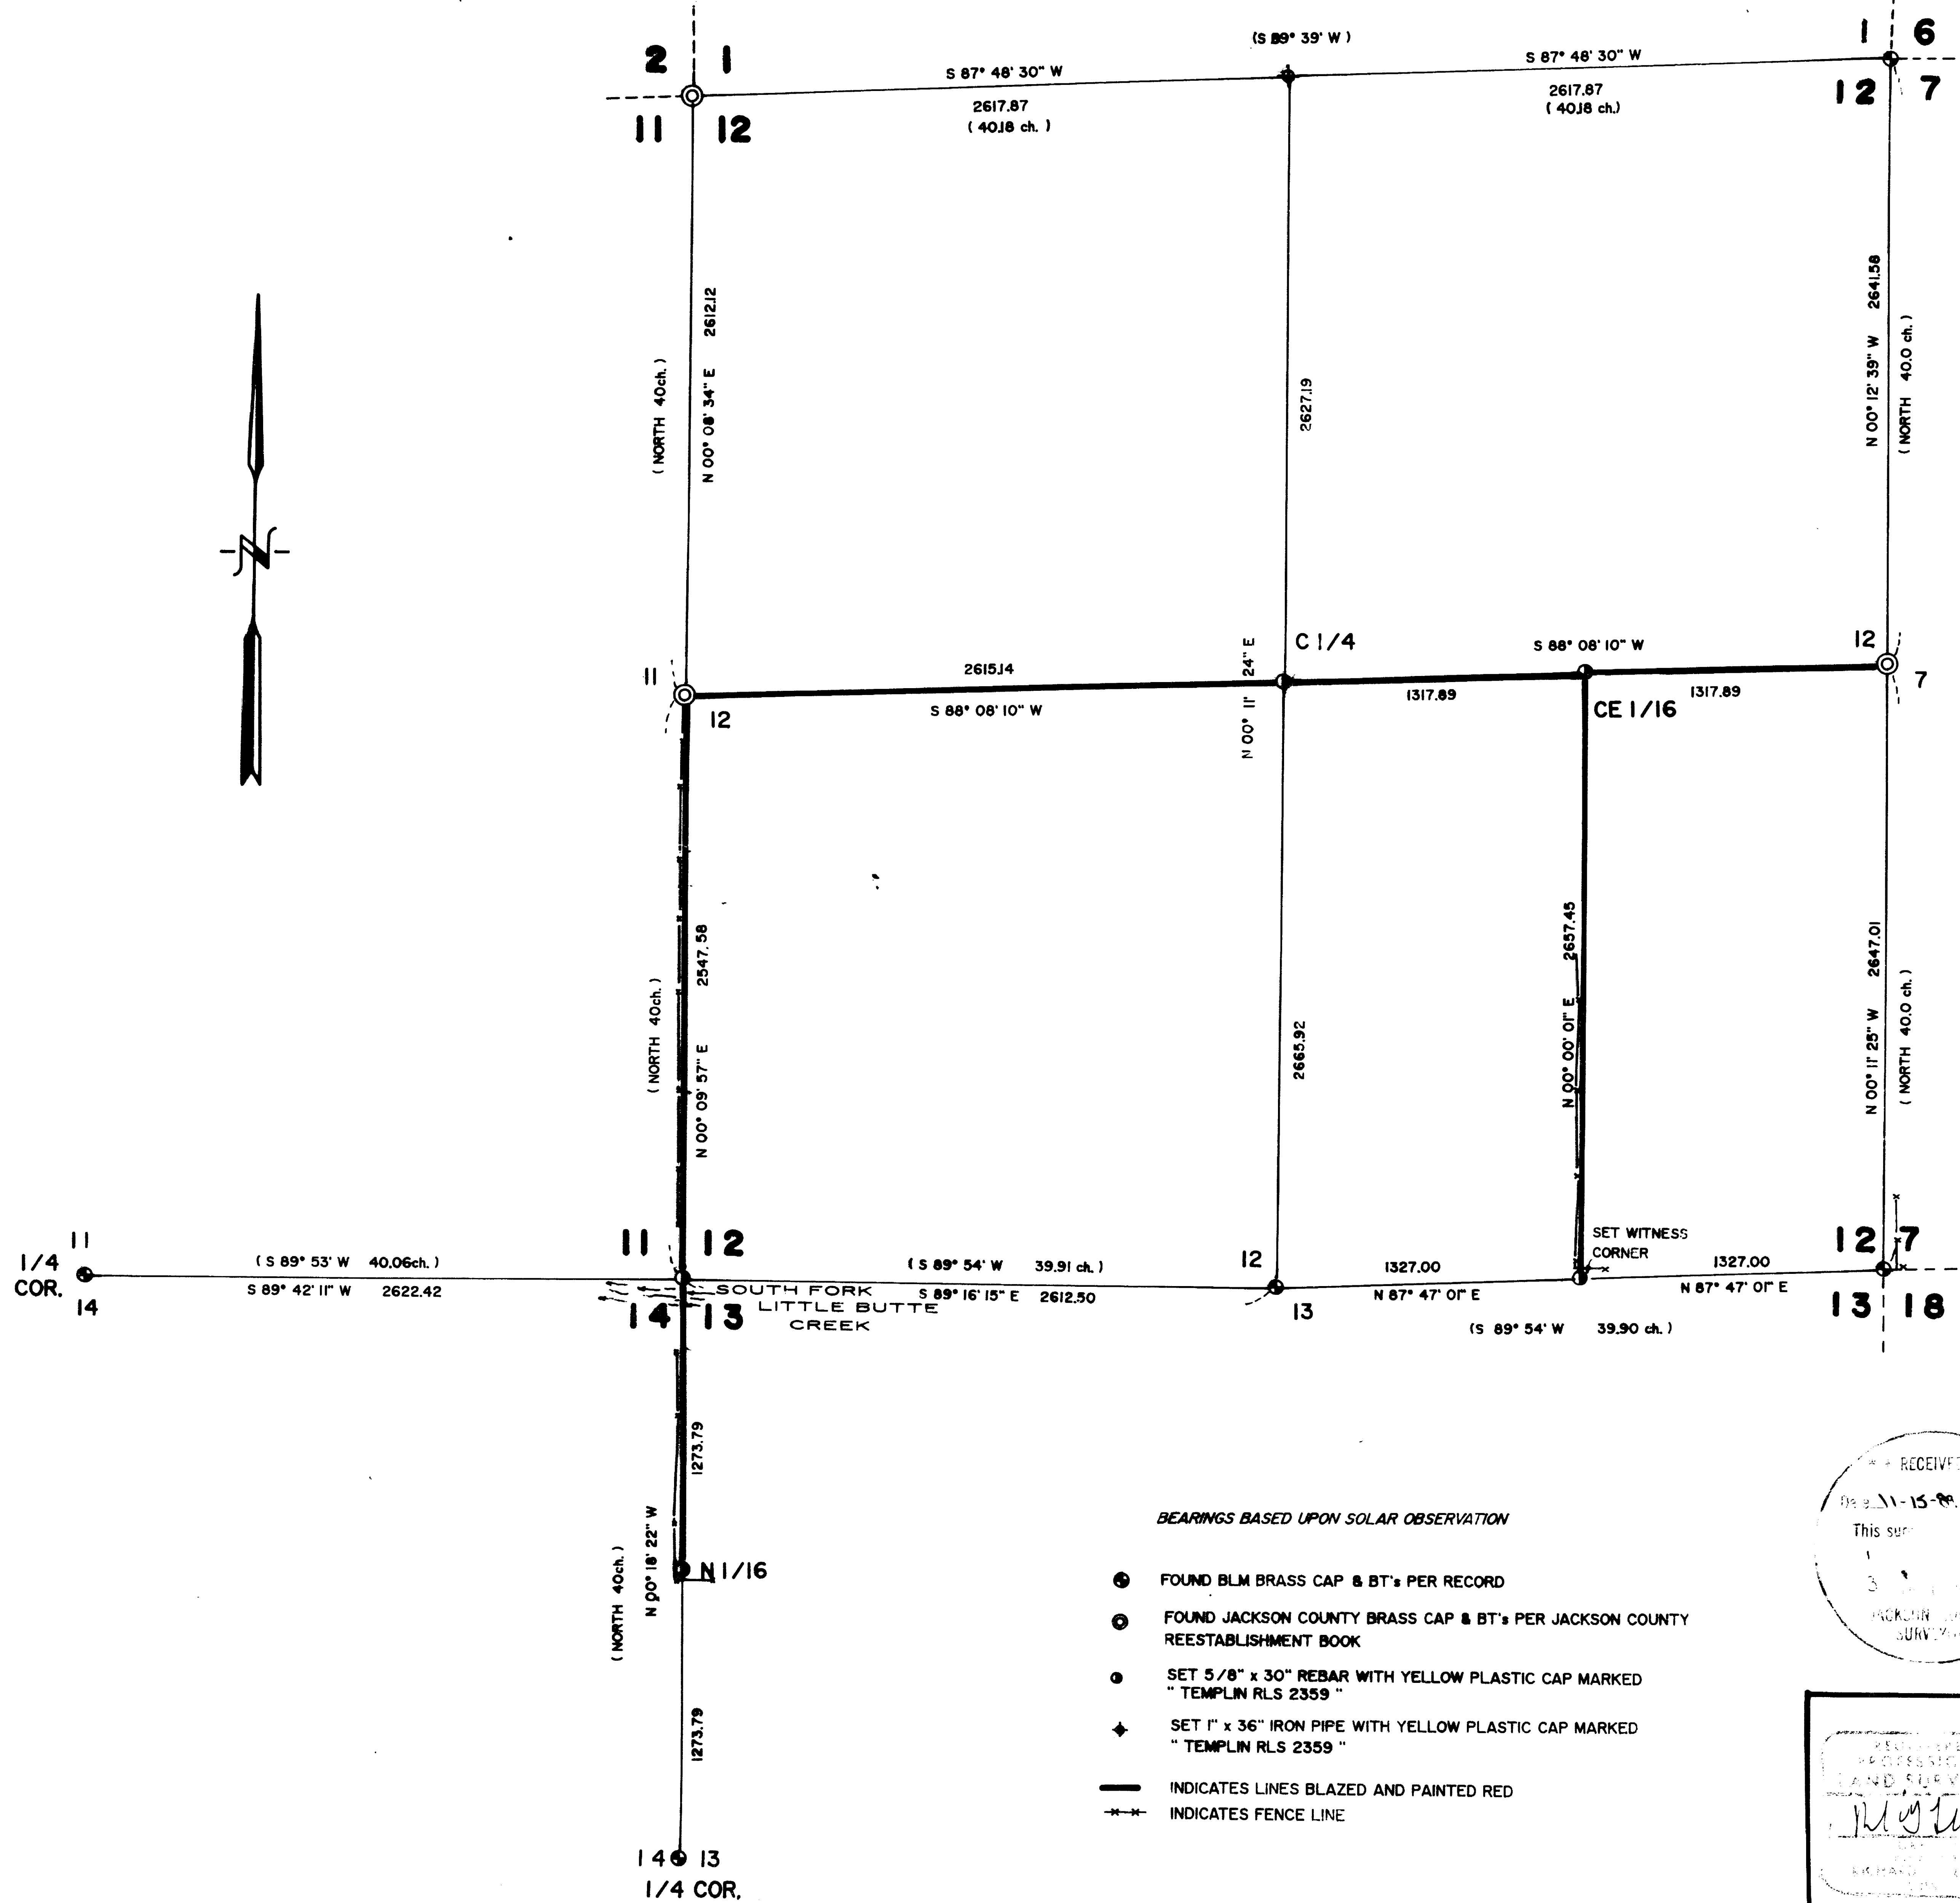 2 1
11 12
S 87° 48' 30" W
2617.87
( 40.18 ch. )
(S 89° 39' W )
S 87° 48' 30" W
2617.87
( 40.18 ch.)
1 6
12 7
( NORTH 40ch. )
N 00° 08' 34" E 2612.12
2627.19
N 00° 12' 39" W 2641.58
( NORTH 40.0 ch. )
N
11
12
2615.14
S 88° 08' 10" W
N 00° 11' 24" E
C 1/4
1317.89
S 88° 08' 10" W
CE 1/16
1317.89
12
7
( NORTH 40ch. )
N 00° 09' 57" E 2547.58
2665.92
N 00° 00' 01" E 2657.45
N 00° 11' 25" W 2647.01
( NORTH 40.0 ch. )
11
1/4
COR.
14
( S 89° 53' W 40.06ch. )
S 89° 42' 11" W 2622.42
11 12
14 13
SOUTH FORK
LITTLE BUTTE
CREEK
( S 89° 54' W 39.91 ch. )
S 89° 16' 15" E 2612.50
12
13
1327.00
N 87° 47' 01" E
SET WITNESS
CORNER
1327.00
N 87° 47' 01" E
(S 89° 54' W 39.90 ch. )
12 7
13 18
1273.79
( NORTH 40ch. )
N 00° 18' 22" W
N 1/16
1273.79
14 13
1/4 COR.
BEARINGS BASED UPON SOLAR OBSERVATION
FOUND BLM BRASS CAP & BT's PER RECORD
FOUND JACKSON COUNTY BRASS CAP & BT's PER JACKSON COUNTY
REESTABLISHMENT BOOK
SET 5/8" x 30" REBAR WITH YELLOW PLASTIC CAP MARKED
" TEMPLIN RLS 2359 "
SET 1" x 36" IRON PIPE WITH YELLOW PLASTIC CAP MARKED
" TEMPLIN RLS 2359 "
INDICATES LINES BLAZED AND PAINTED RED
INDICATES FENCE LINE
RECEIVE
11-15-
This
LAND